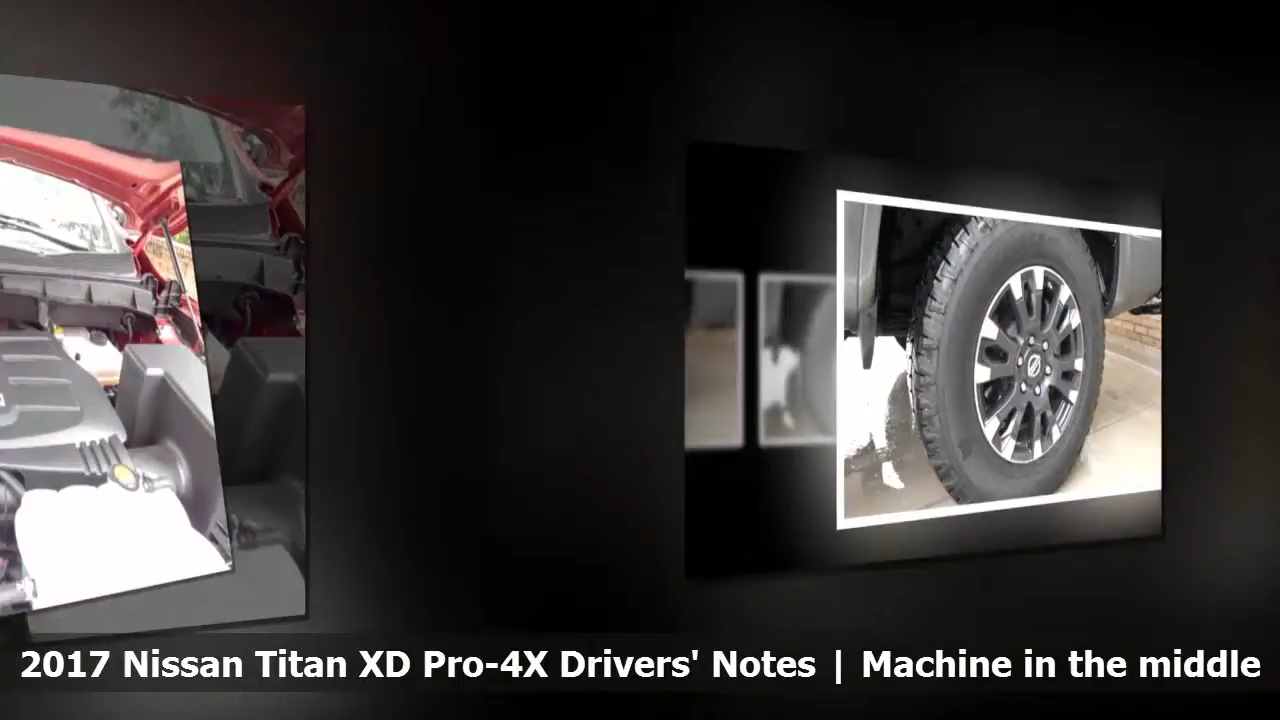 2017 Nissan Titan XD Pro-4X Drivers' Notes | Machine in the middle